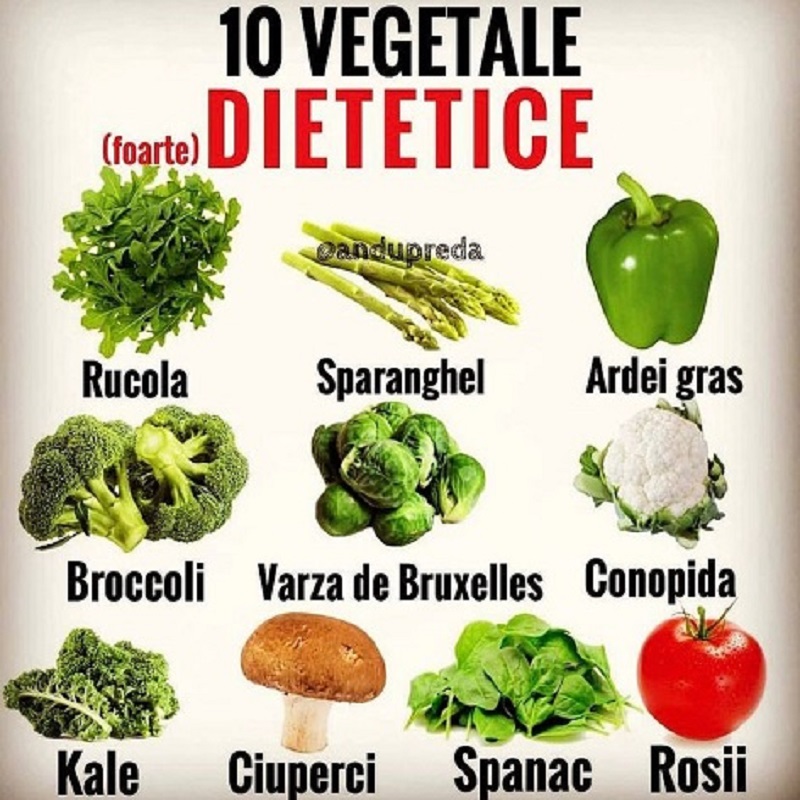 10 VEGETALE
(foarte) DIETETICE
@andupreda
Rucola
Sparanghel
Ardei gras
Broccoli
Varza de Bruxelles
Conopida
Kale
Ciuperci
Spanac
Rosii